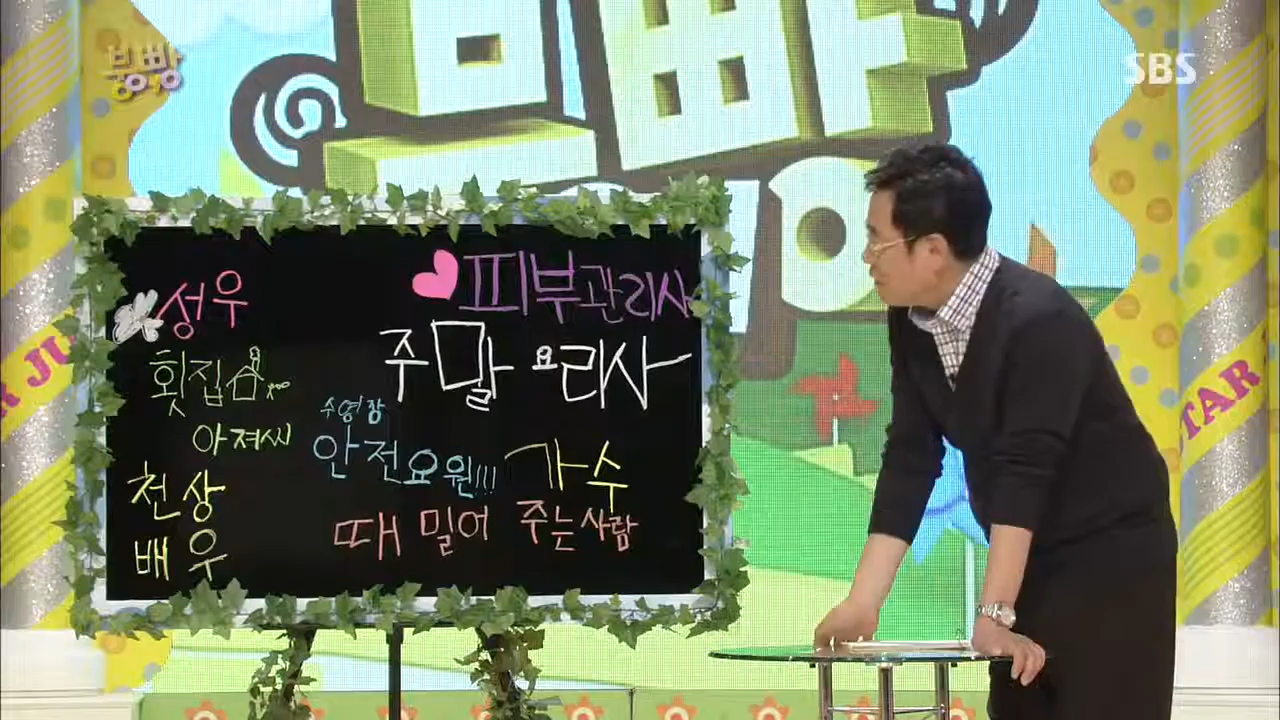 붕빵
SBS
성우
횟집
아저씨
천상
배우
피부관리사
주말 요리사
수영장
안전요원!!!
가수
때 밀어 주는사람
STAR
R JU